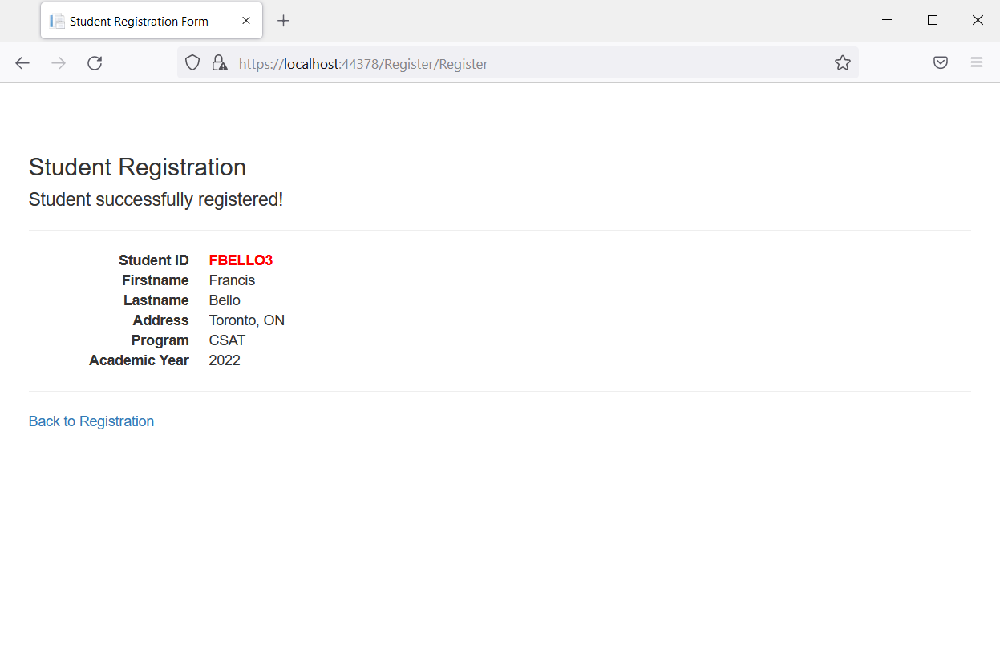 Student Registration Form
https://localhost:44378/Register/Register
Student Registration
Student successfully registered!
Student ID FBELLO3
Firstname Francis
Lastname Bello
Address Toronto, ON
Program CSAT
Academic Year 2022
Back to Registration